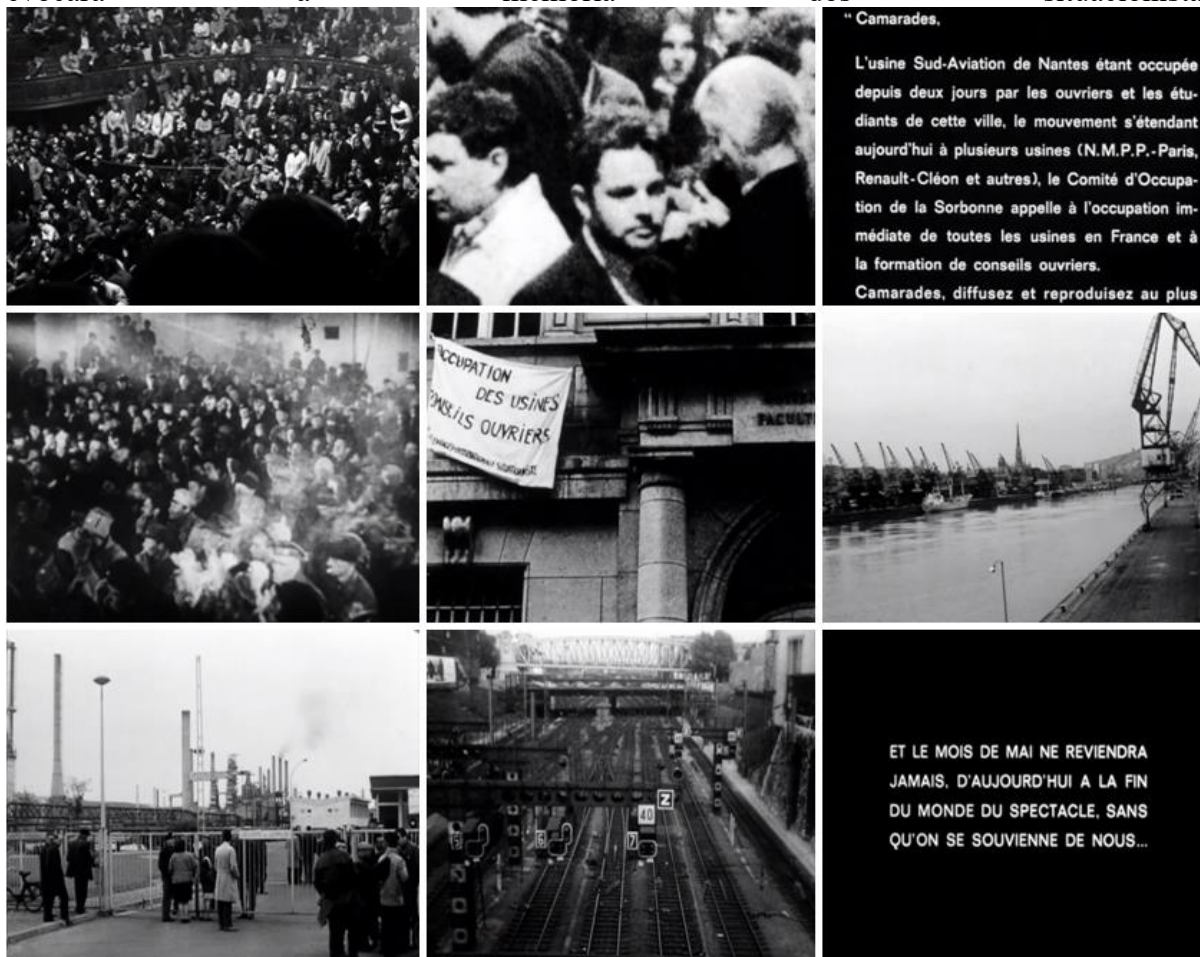 " Camarades,
L'usine Sud-Aviation de Nantes étant occupée
depuis deux jours par les ouvriers et les étu-
diants de cette ville, le mouvement s'étendant
aujourd'hui à plusieurs usines (N.M.P.P.-Paris,
Renault-Cléon et autres), le Comité d'Occupa-
tion de la Sorbonne appelle à l'occupation im-
médiate de toutes les usines en France et à
la formation de conseils ouvriers.
Camarades, diffusez et reproduisez au plus
OCCUPATION
DES USINES
CONSEILS OUVRIERS
FACULT
Z
40
6
7
ET LE MOIS DE MAI NE REVIENDRA
JAMAIS, D'AUJOURD'HUI A LA FIN
DU MONDE DU SPECTACLE, SANS
QU'ON SE SOUVIENNE DE NOUS...